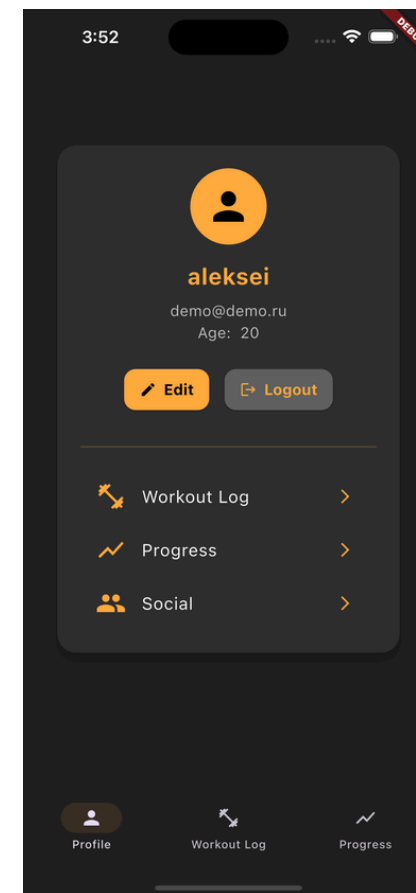 3:52
DEBUG
aleksei
demo@demo.ru
Age: 20
Edit
Logout
Workout Log
Progress
Social
Profile
Workout Log
Progress